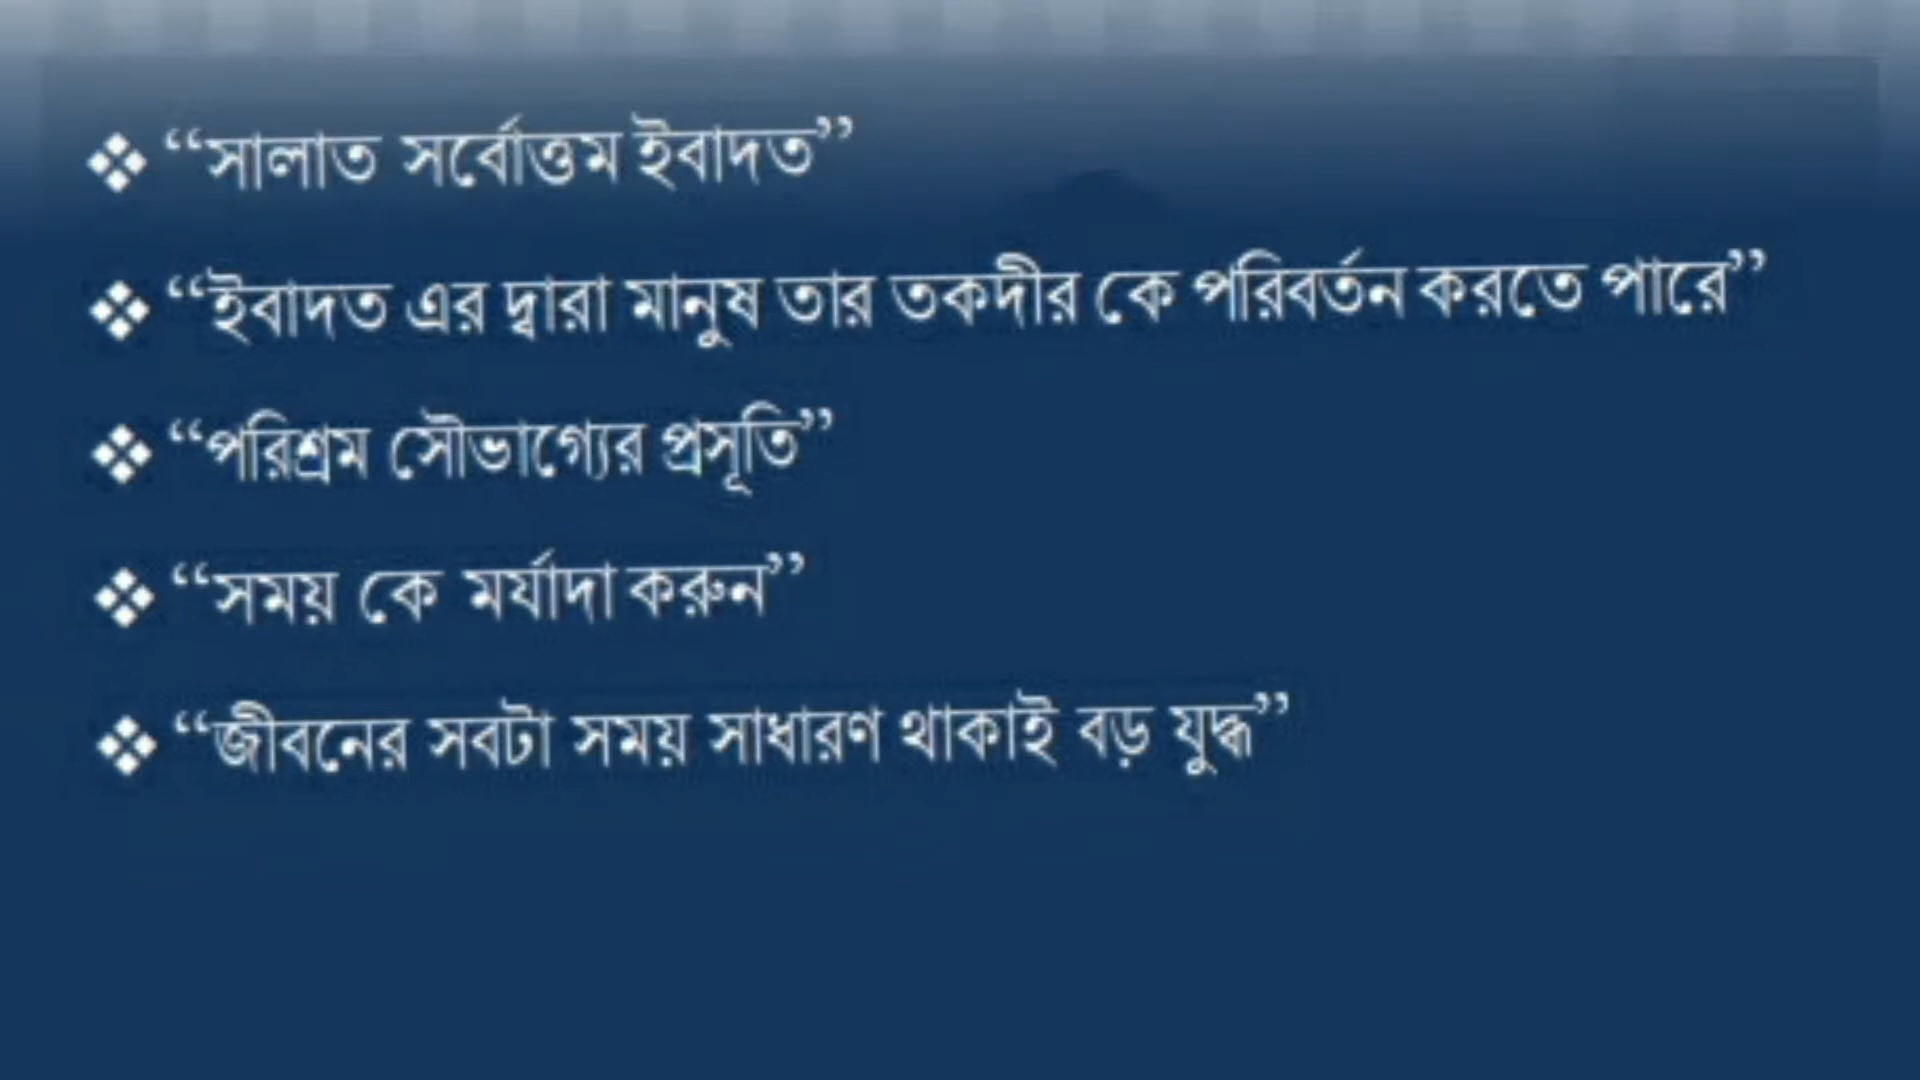 ❖ “সালাত সর্বোত্তম ইবাদত”
❖ “ইবাদত এর দ্বারা মানুষ তার তকদীর কে পরিবর্তন করতে পারে”
❖ “পরিশ্রম সৌভাগ্যের প্রসূতি”
❖ “সময় কে মর্যাদা করুন”
❖ “জীবনের সবটা সময় সাধারণ থাকাই বড় যুদ্ধ”